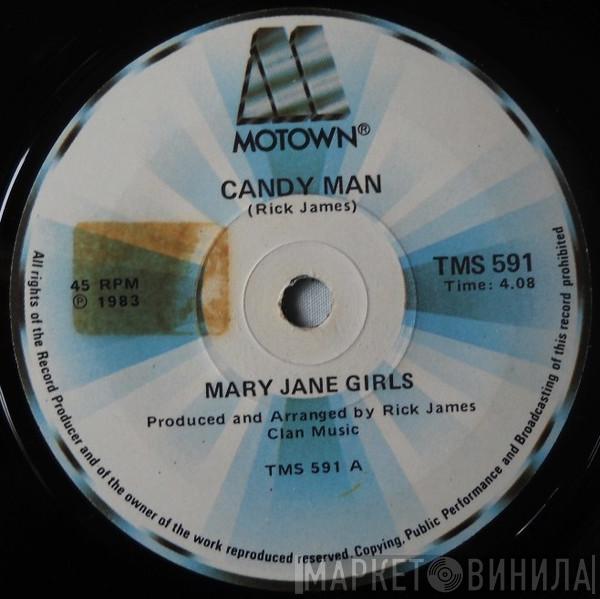 MOTOWN®
CANDY MAN
(Rick James)
45 RPM
℗ 1983
TMS 591
Time: 4.08
MARY JANE GIRLS
Produced and Arranged by Rick James
Clan Music
TMS 591 A
All rights of the Record Producer and of the owner of the work reproduced reserved. Copying, Public Performance and Broadcasting of this record prohibited
МАРКЕТ ВИНИЛА